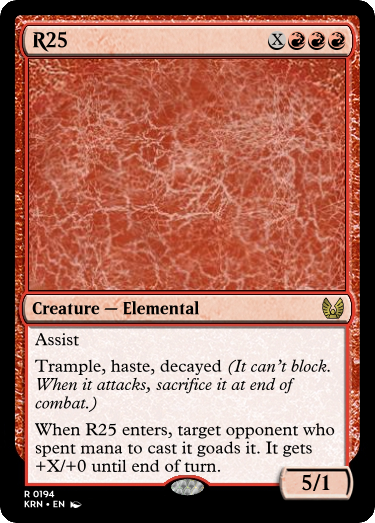 R25
X
Creature — Elemental
Assist
Trample, haste, decayed (It can't block.
When it attacks, sacrifice it at end of
combat.)
When R25 enters, target opponent who
spent mana to cast it goads it. It gets
+X/+0 until end of turn.
5/1
R 0194
KRN • EN